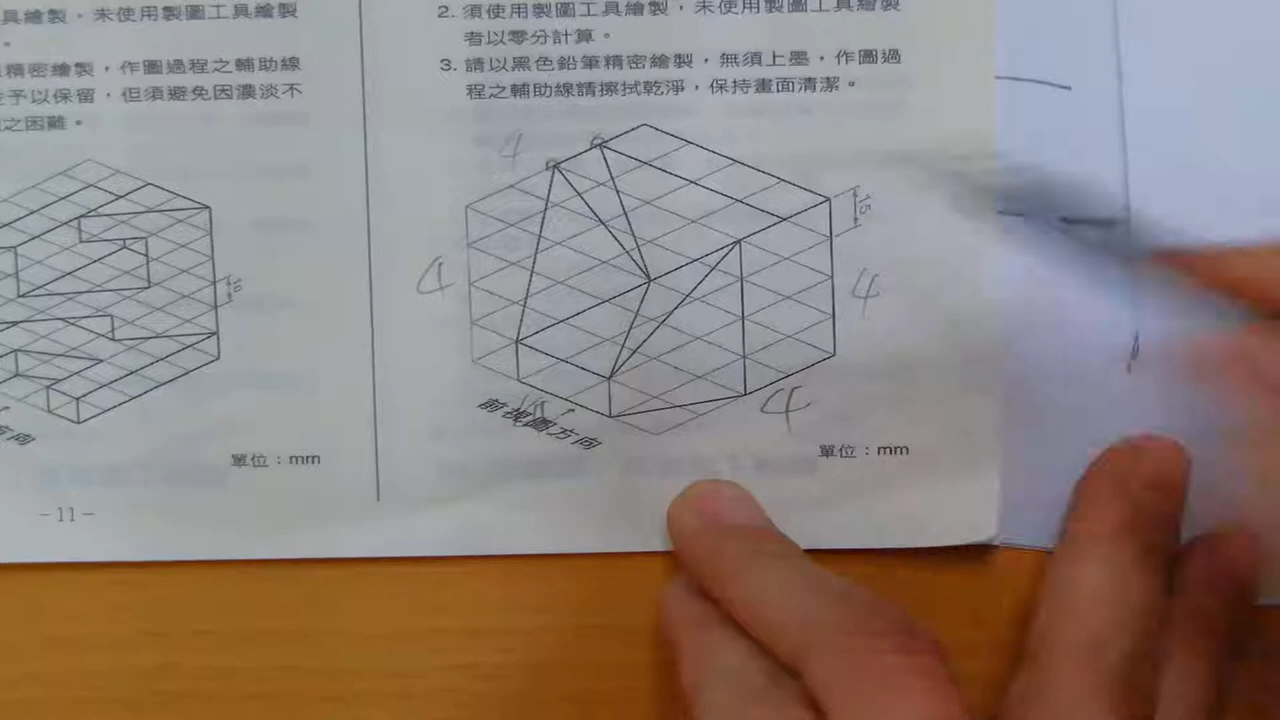 具繪製，未使用製圖工具繪製
。
精密繪製，作圖過程之輔助線
予以保留，但須避免因濃淡不
之困難。
15
方向
單位：mm
-11-
2. 須使用製圖工具繪製，未使用製圖工具繪製
者以零分計算。
3. 請以黑色鉛筆精密繪製，無須上墨，作圖過
程之輔助線請擦拭乾淨，保持畫面清潔。
4
15
4
4
4
前視圖方向
單位：mm